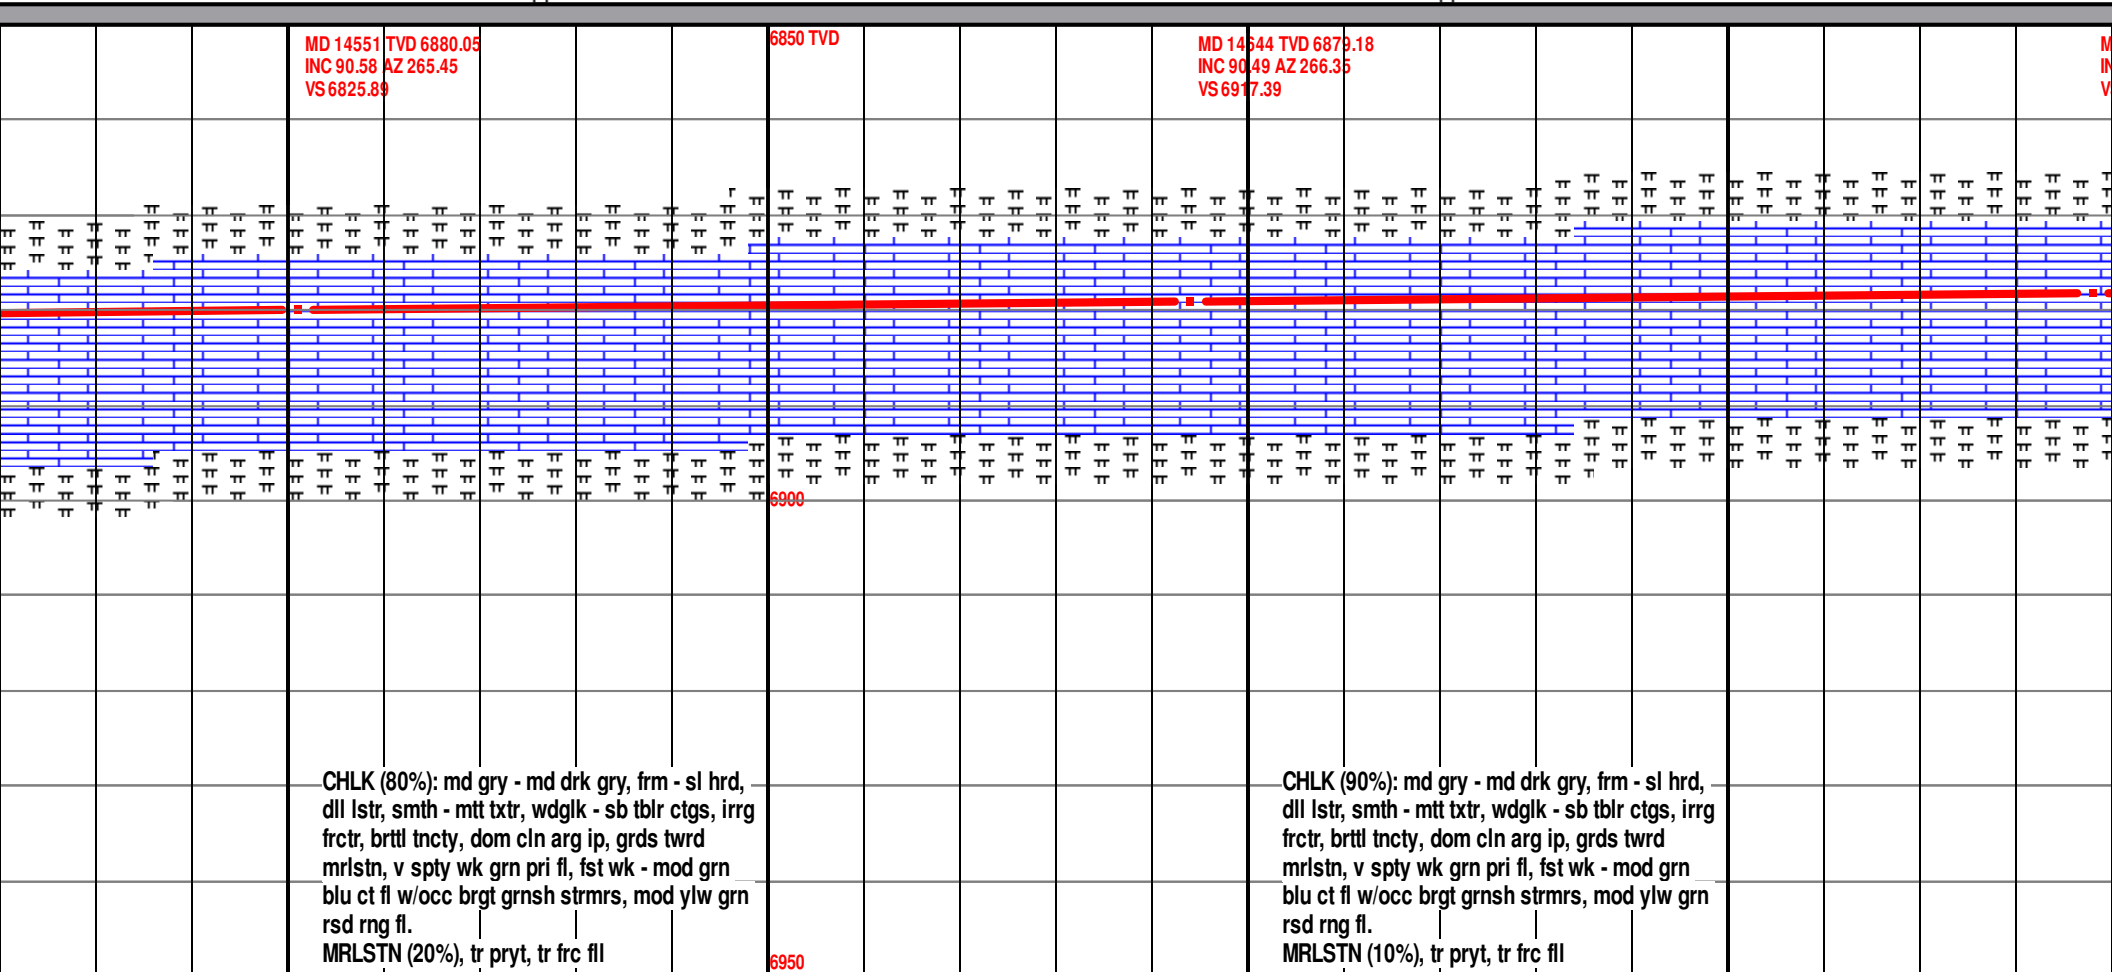 MD 14551 TVD 6880.05
INC 90.58 AZ 265.45
VS 6825.89
6850 TVD
MD 14644 TVD 6879.18
INC 90.49 AZ 266.35
VS 6917.39
6900
CHLK (80%): md gry - md drk gry, frm - sl hrd,
dll lstr, smth - mtt txtr, wdglk - sb tblr ctgs, irrg
frctr, brttl tncty, dom cln arg ip, grds twrd
mrlstn, v spty wk grn pri fl, fst wk - mod grn
blu ct fl w/occ brgt grnsh strmrs, mod ylw grn
rsd rng fl.
MRLSTN (20%), tr pryt, tr frc fll
6950
CHLK (90%): md gry - md drk gry, frm - sl hrd,
dll lstr, smth - mtt txtr, wdglk - sb tblr ctgs, irrg
frctr, brttl tncty, dom cln arg ip, grds twrd
mrlstn, v spty wk grn pri fl, fst wk - mod grn
blu ct fl w/occ brgt grnsh strmrs, mod ylw grn
rsd rng fl.
MRLSTN (10%), tr pryt, tr frc fll